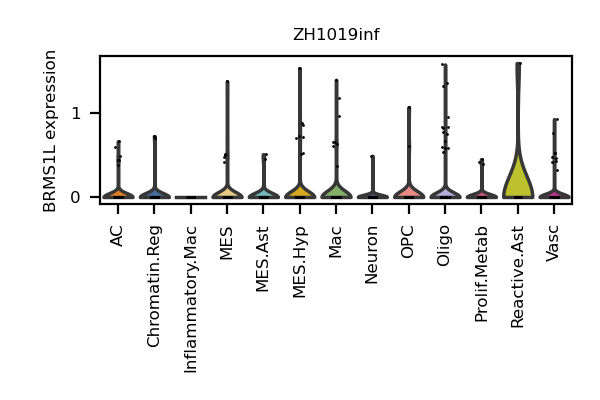 ZH1019inf
BRMS1L expression
1
0
AC
Chromatin.Reg
Inflammatory.Mac
MES
MES.Ast
MES.Hyp
Mac
Neuron
OPC
Oligo
Prolif.Metab
Reactive.Ast
Vasc